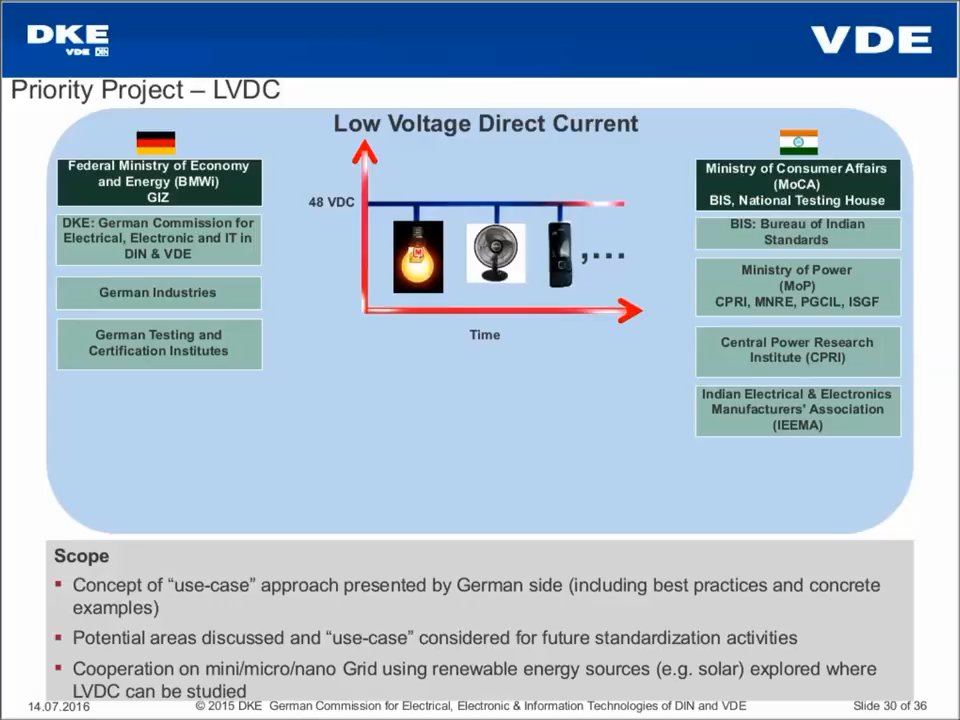 DKE
VDE DIN
VDE
Priority Project – LVDC
Low Voltage Direct Current
Federal Ministry of Economy
and Energy (BMWi)
GIZ
DKE: German Commission for
Electrical, Electronic and IT in
DIN & VDE
German Industries
German Testing and
Certification Institutes
48 VDC
,…
Time
Ministry of Consumer Affairs
(MoCA)
BIS, National Testing House
BIS: Bureau of Indian
Standards
Ministry of Power
(MoP)
CPRI, MNRE, PGCIL, ISGF
Central Power Research
Institute (CPRI)
Indian Electrical & Electronics
Manufacturers' Association
(IEEMA)
Scope
▪ Concept of “use-case” approach presented by German side (including best practices and concrete
examples)
▪ Potential areas discussed and “use-case” considered for future standardization activities
▪ Cooperation on mini/micro/nano Grid using renewable energy sources (e.g. solar) explored where
LVDC can be studied
14.07.2016
© 2015 DKE German Commission for Electrical, Electronic & Information Technologies of DIN and VDE
Slide 30 of 36